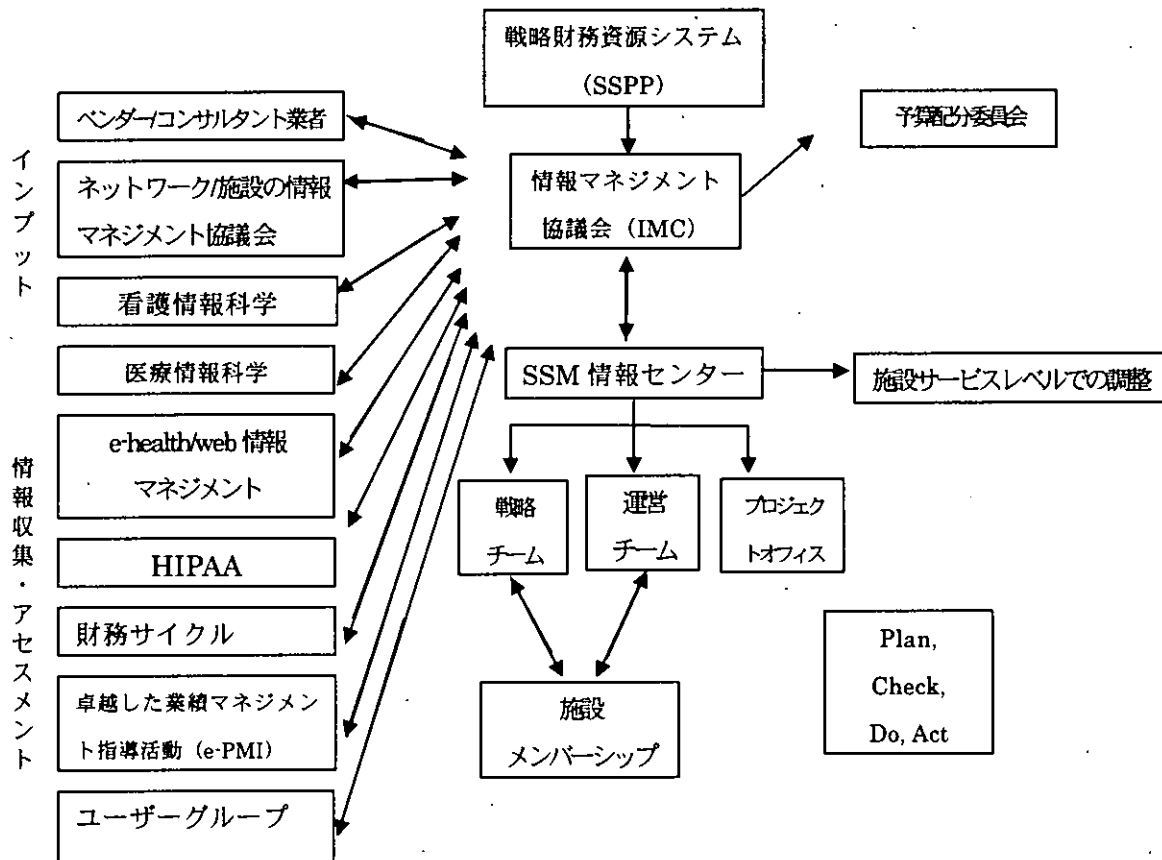 戦略財務資源システム
(SSPP)
予算配分委員会
情報マネジメント
協議会 (IMC)
インプット
情報収集・アセスメント
ベンダー/コンサルタント業者
ネットワーク/施設の情報
マネジメント協議会
看護情報科学
医療情報科学
e-health/web 情報
マネジメント
HIPAA
財務サイクル
卓越した業績マネジメン
ト指導活動 (e-PMI)
ユーザーグループ
SSM 情報センター
施設サービスレベルでの調整
戦略
チーム
運営
チーム
プロジェク
トオフィス
施設
メンバーシップ
Plan,
Check,
Do, Act